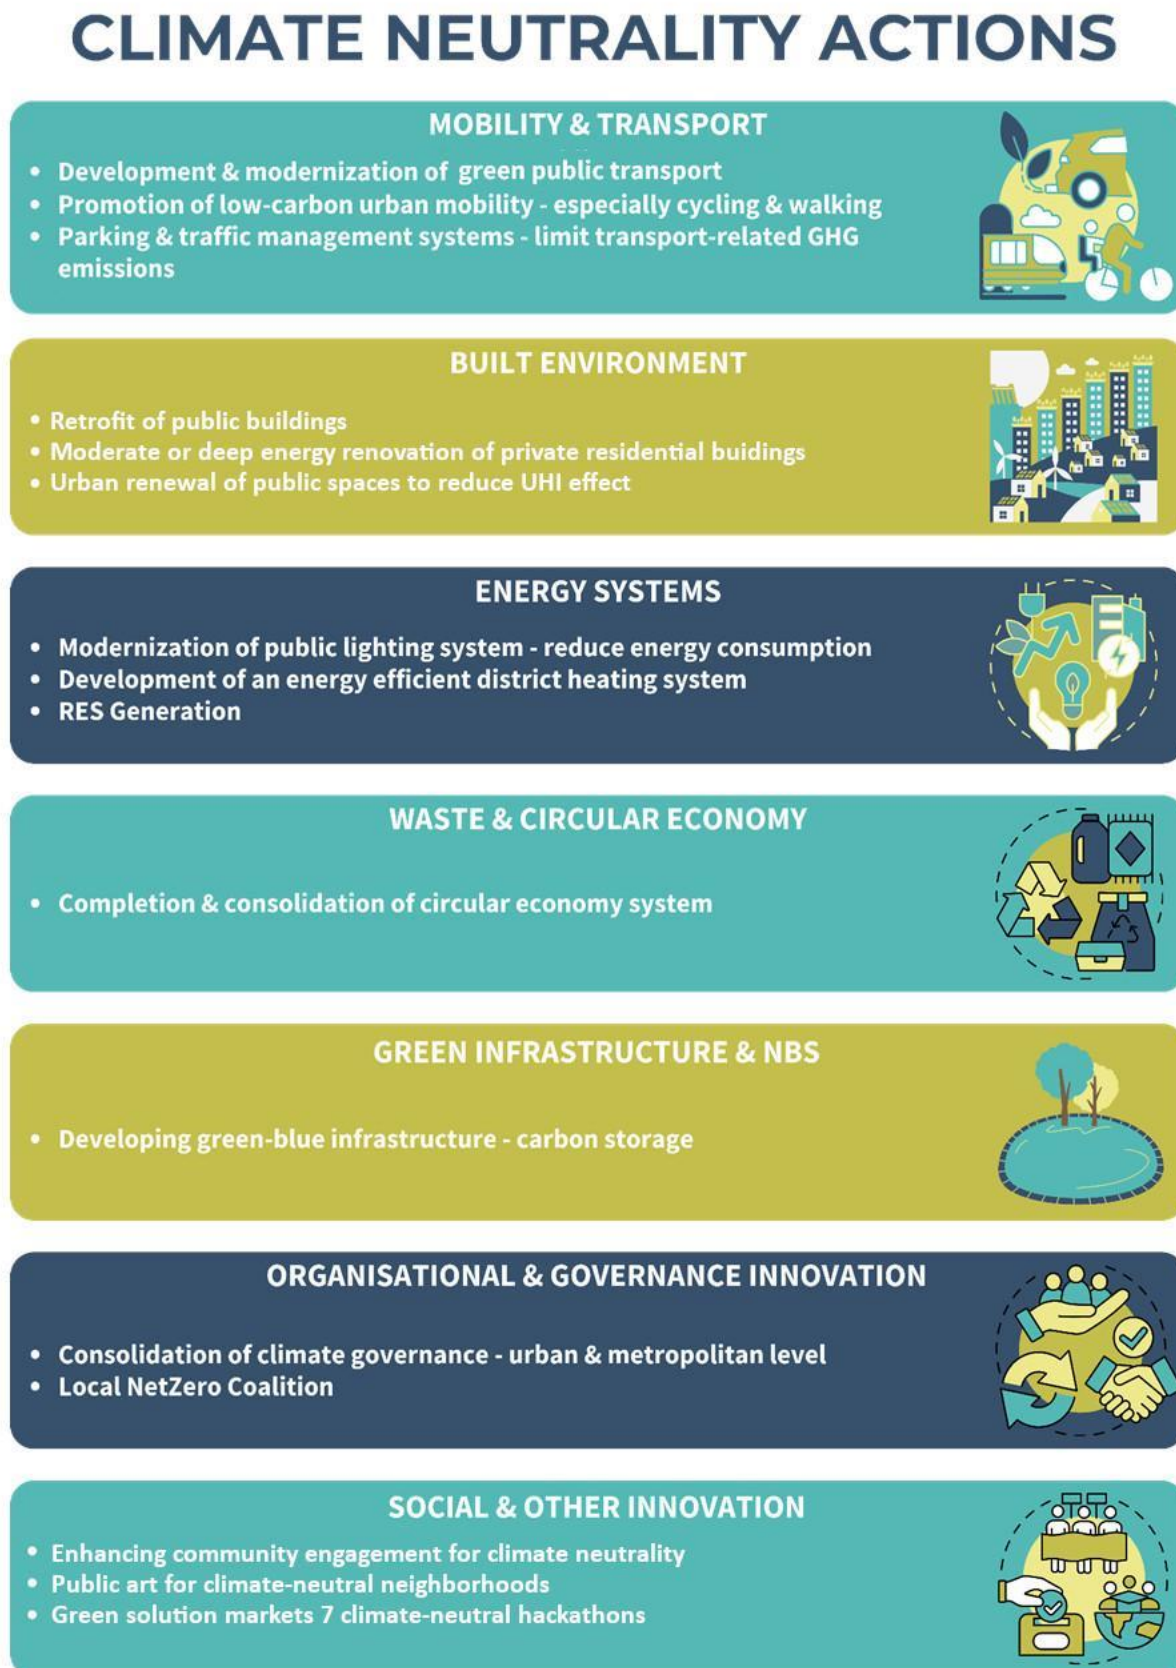 CLIMATE NEUTRALITY ACTIONS
MOBILITY & TRANSPORT
• Development & modernization of green public transport
• Promotion of low-carbon urban mobility - especially cycling & walking
• Parking & traffic management systems - limit transport-related GHG
emissions
BUILT ENVIRONMENT
• Retrofit of public buildings
• Moderate or deep energy renovation of private residential buidings
• Urban renewal of public spaces to reduce UHI effect
ENERGY SYSTEMS
• Modernization of public lighting system - reduce energy consumption
• Development of an energy efficient district heating system
• RES Generation
WASTE & CIRCULAR ECONOMY
• Completion & consolidation of circular economy system
GREEN INFRASTRUCTURE & NBS
• Developing green-blue infrastructure - carbon storage
ORGANISATIONAL & GOVERNANCE INNOVATION
• Consolidation of climate governance - urban & metropolitan level
• Local NetZero Coalition
SOCIAL & OTHER INNOVATION
• Enhancing community engagement for climate neutrality
• Public art for climate-neutral neighborhoods
• Green solution markets 7 climate-neutral hackathons